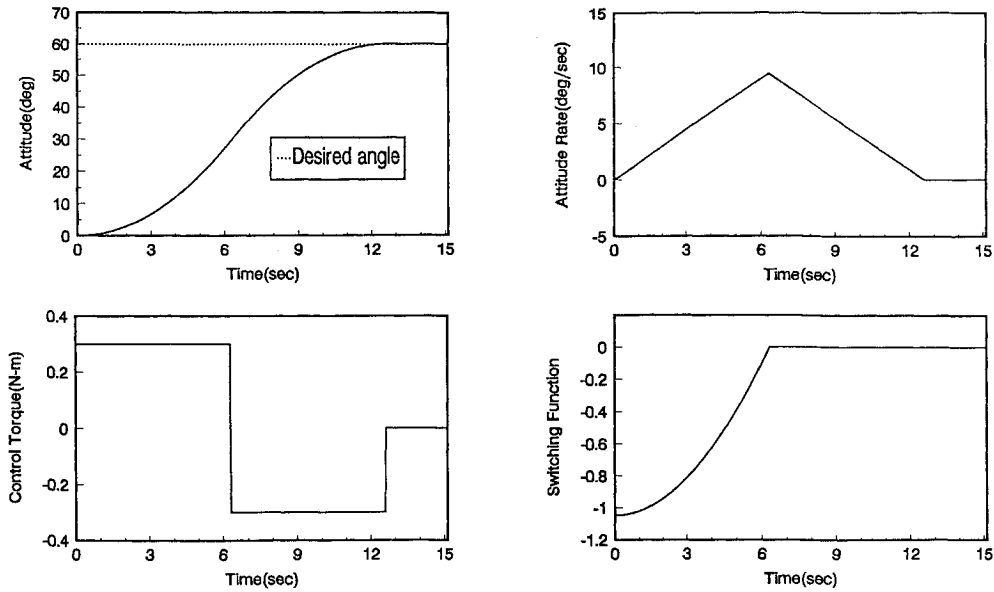 Attitude(deg)
70
60
50
40
30
20
10
0
0 3 6 9 12 15
Time(sec)
Desired angle
Attitude Rate(deg/sec)
15
10
5
0
-5
0 3 6 9 12 15
Time(sec)
Control Torque(N-m)
0.4
0.2
0
-0.2
-0.4
0 3 6 9 12 15
Time(sec)
Switching Function
0
-0.2
-0.4
-0.6
-0.8
-1
-1.2
0 3 6 9 12 15
Time(sec)